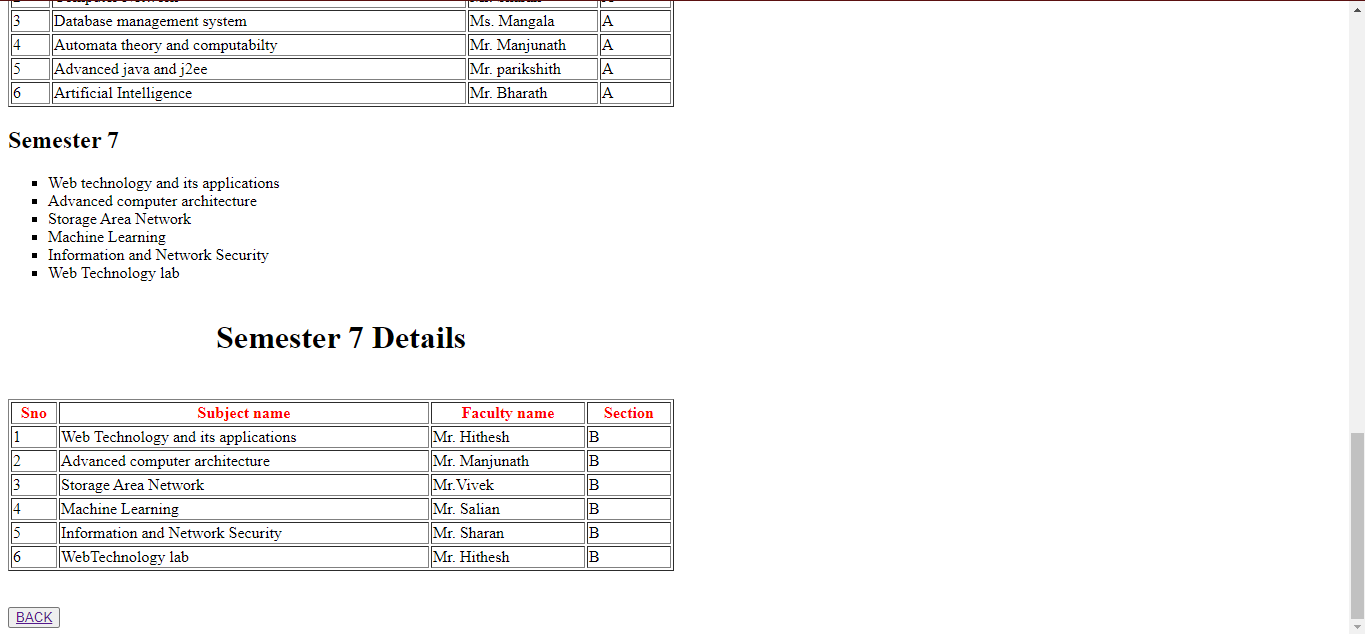 3 Database management system Ms. Mangala A
4 Automata theory and computabilty Mr. Manjunath A
5 Advanced java and j2ee Mr. parikshith A
6 Artificial Intelligence Mr. Bharath A
Semester 7
Web technology and its applications
Advanced computer architecture
Storage Area Network
Machine Learning
Information and Network Security
Web Technology lab
Semester 7 Details
Sno Subject name Faculty name Section
1 Web Technology and its applications Mr. Hithesh B
2 Advanced computer architecture Mr. Manjunath B
3 Storage Area Network Mr.Vivek B
4 Machine Learning Mr. Salian B
5 Information and Network Security Mr. Sharan B
6 WebTechnology lab Mr. Hithesh B
BACK